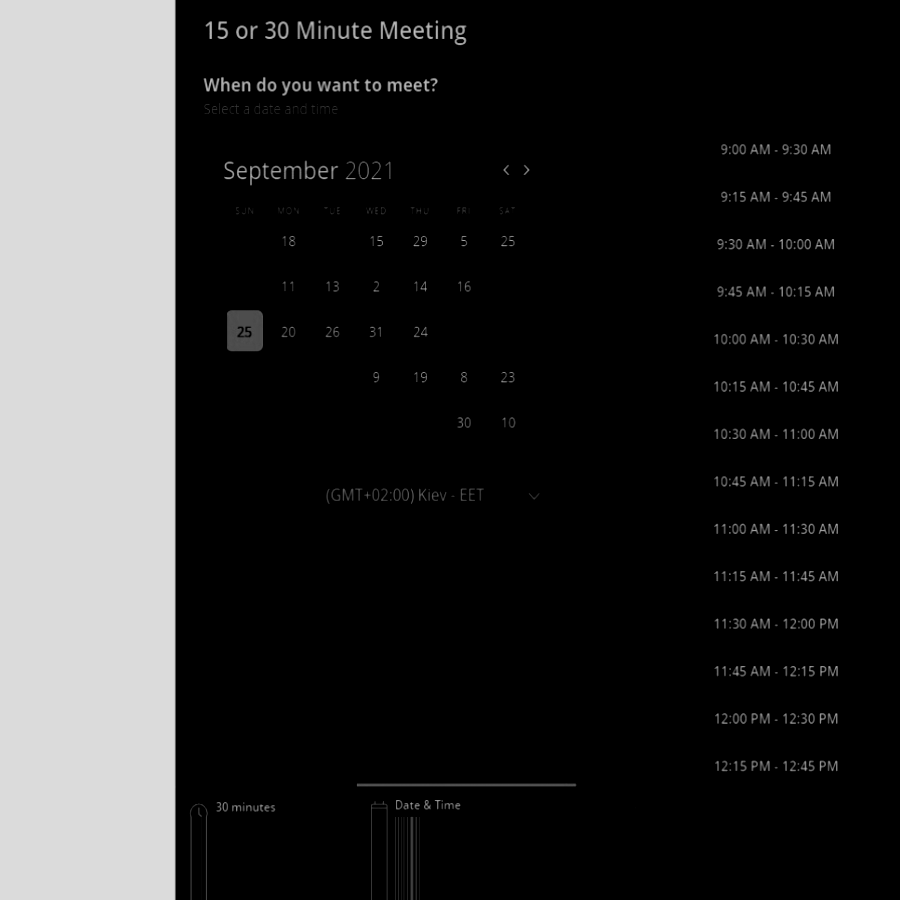 15 or 30 Minute Meeting
When do you want to meet?
Select a date and time
September 2021
SUN MON TUE WED THU FRI SAT
18 15 29 5 25
11 13 2 14 16
25 20 26 31 24
9 19 8 23
30 10
(GMT+02:00) Kiev - EET
9:00 AM - 9:30 AM
9:15 AM - 9:45 AM
9:30 AM - 10:00 AM
9:45 AM - 10:15 AM
10:00 AM - 10:30 AM
10:15 AM - 10:45 AM
10:30 AM - 11:00 AM
10:45 AM - 11:15 AM
11:00 AM - 11:30 AM
11:15 AM - 11:45 AM
11:30 AM - 12:00 PM
11:45 AM - 12:15 PM
12:00 PM - 12:30 PM
12:15 PM - 12:45 PM
30 minutes
Date & Time